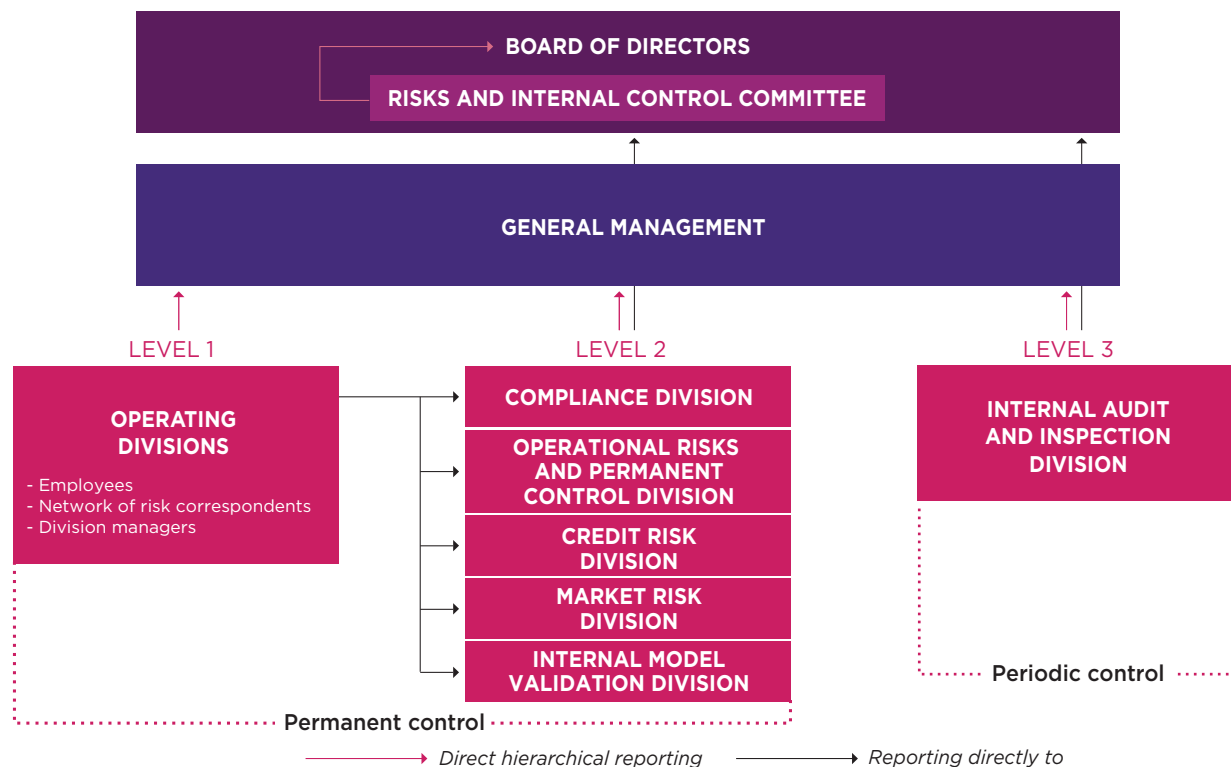 BOARD OF DIRECTORS
RISKS AND INTERNAL CONTROL COMMITTEE
GENERAL MANAGEMENT
LEVEL 1
OPERATING
DIVISIONS
- Employees
- Network of risk correspondents
- Division managers
LEVEL 2
COMPLIANCE DIVISION
OPERATIONAL RISKS
AND PERMANENT
CONTROL DIVISION
CREDIT RISK
DIVISION
MARKET RISK
DIVISION
INTERNAL MODEL
VALIDATION DIVISION
LEVEL 3
INTERNAL AUDIT
AND INSPECTION
DIVISION
Periodic control
Permanent control
Direct hierarchical reporting
Reporting directly to